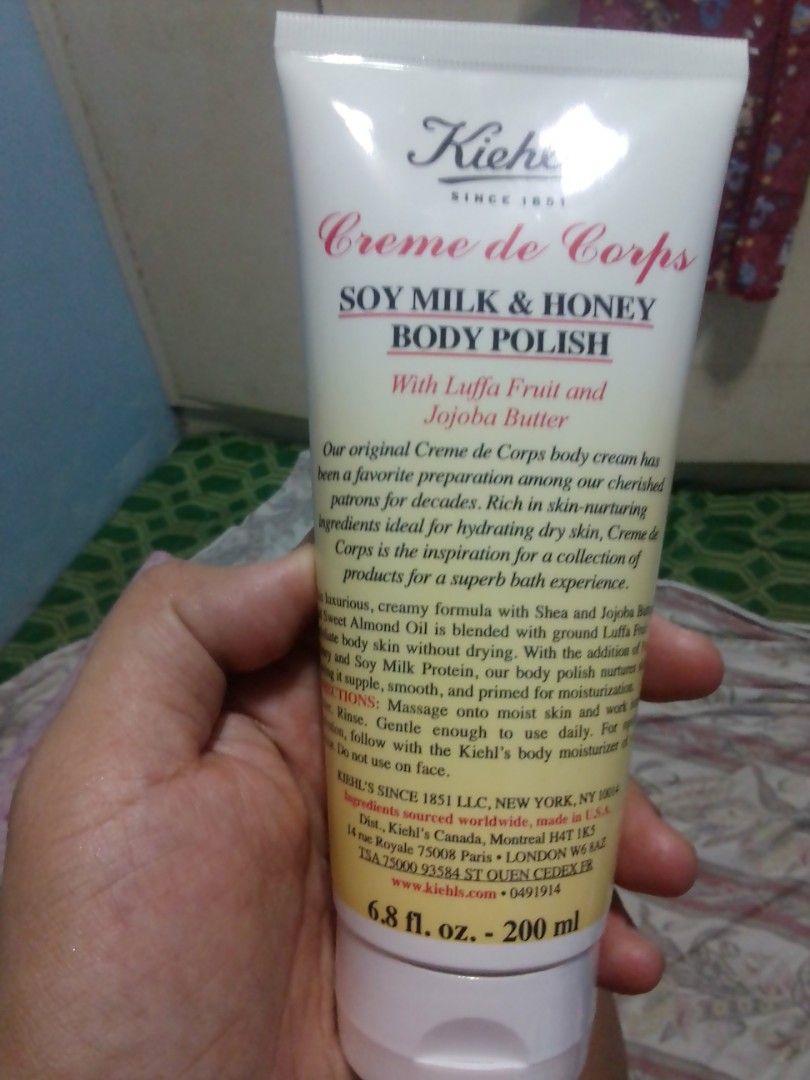 SINCE 1851
Creme de Corps
SOY MILK & HONEY
BODY POLISH
With Luffa Fruit and
Jojoba Butter
Our original Creme de Corps body cream has
been a favorite preparation among our cherished
patrons for decades. Rich in skin-nurturing
ingredients ideal for hydrating dry skin, Creme de
Corps is the inspiration for a collection of
products for a superb bath experience.
luxurious, creamy formula with Shea and Jojoba
Sweet Almond Oil is blended with ground Luffa
body skin without drying. With the addition of
and Soy Milk Protein, our body polish
it supple, smooth, and primed for moisturization.
Massage onto moist skin and work
Rinse. Gentle enough to use daily. For
follow with the Kiehl's body moisturizer
Do not use on face.
KIEHL'S SINCE 1851 LLC, NEW YORK, NY 10014
Ingredients sourced worldwide, made in U.S.A.
Dist., Kiehl's Canada, Montreal H4T 1K5
14 rue Royale 75008 Paris • LONDON W6 8AZ
TSA 75000 93584 ST OUEN CEDEX FR
www.kiehls.com • 0491914
6.8 fl. oz. - 200 ml